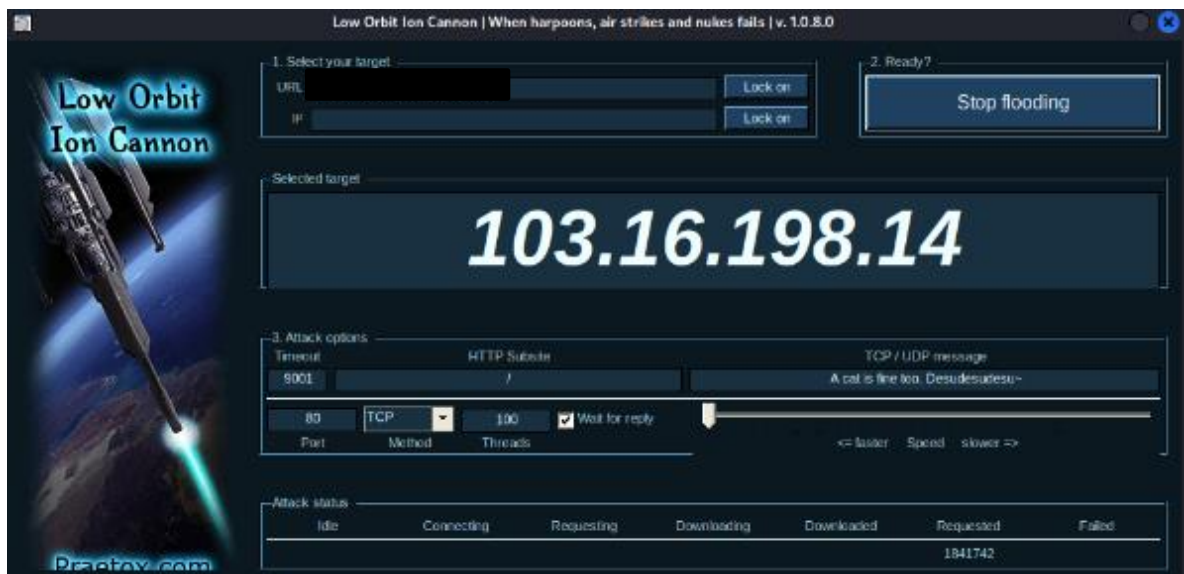 Low Orbit Ion Cannon | When harpoons, air strikes and nukes fails | v. 1.0.8.0
Low Orbit
Ion Cannon
Praetox.com
1. Select your target
URL
Lock on
IP
Lock on
2. Ready?
Stop flooding
Selected target
103.16.198.14
3. Attack options
Timeout HTTP Subsite TCP / UDP message
9001 / A cat is fine too. Desudesudesu~
80 TCP 100 Wait for reply
Port Method Threads <= faster Speed slower =>
Attack status
Idle Connecting Requesting Downloading Downloaded Requested Failed
1841742